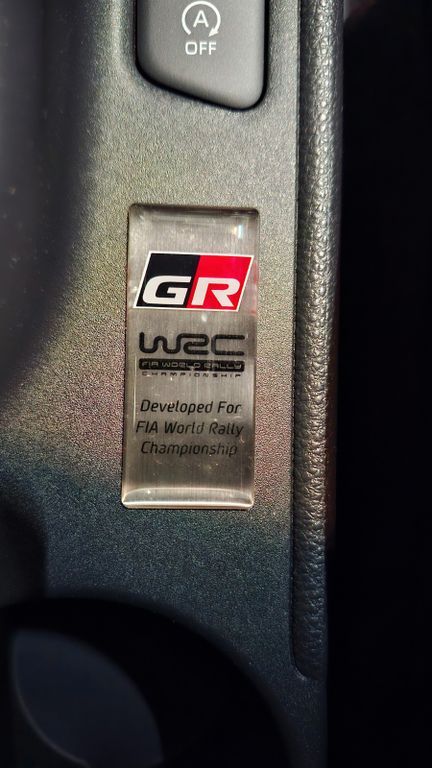 A
OFF
GR
WRC
FIA WORLD RALLY
CHAMPIONSHIP
Developed For
FIA World Rally
Championship